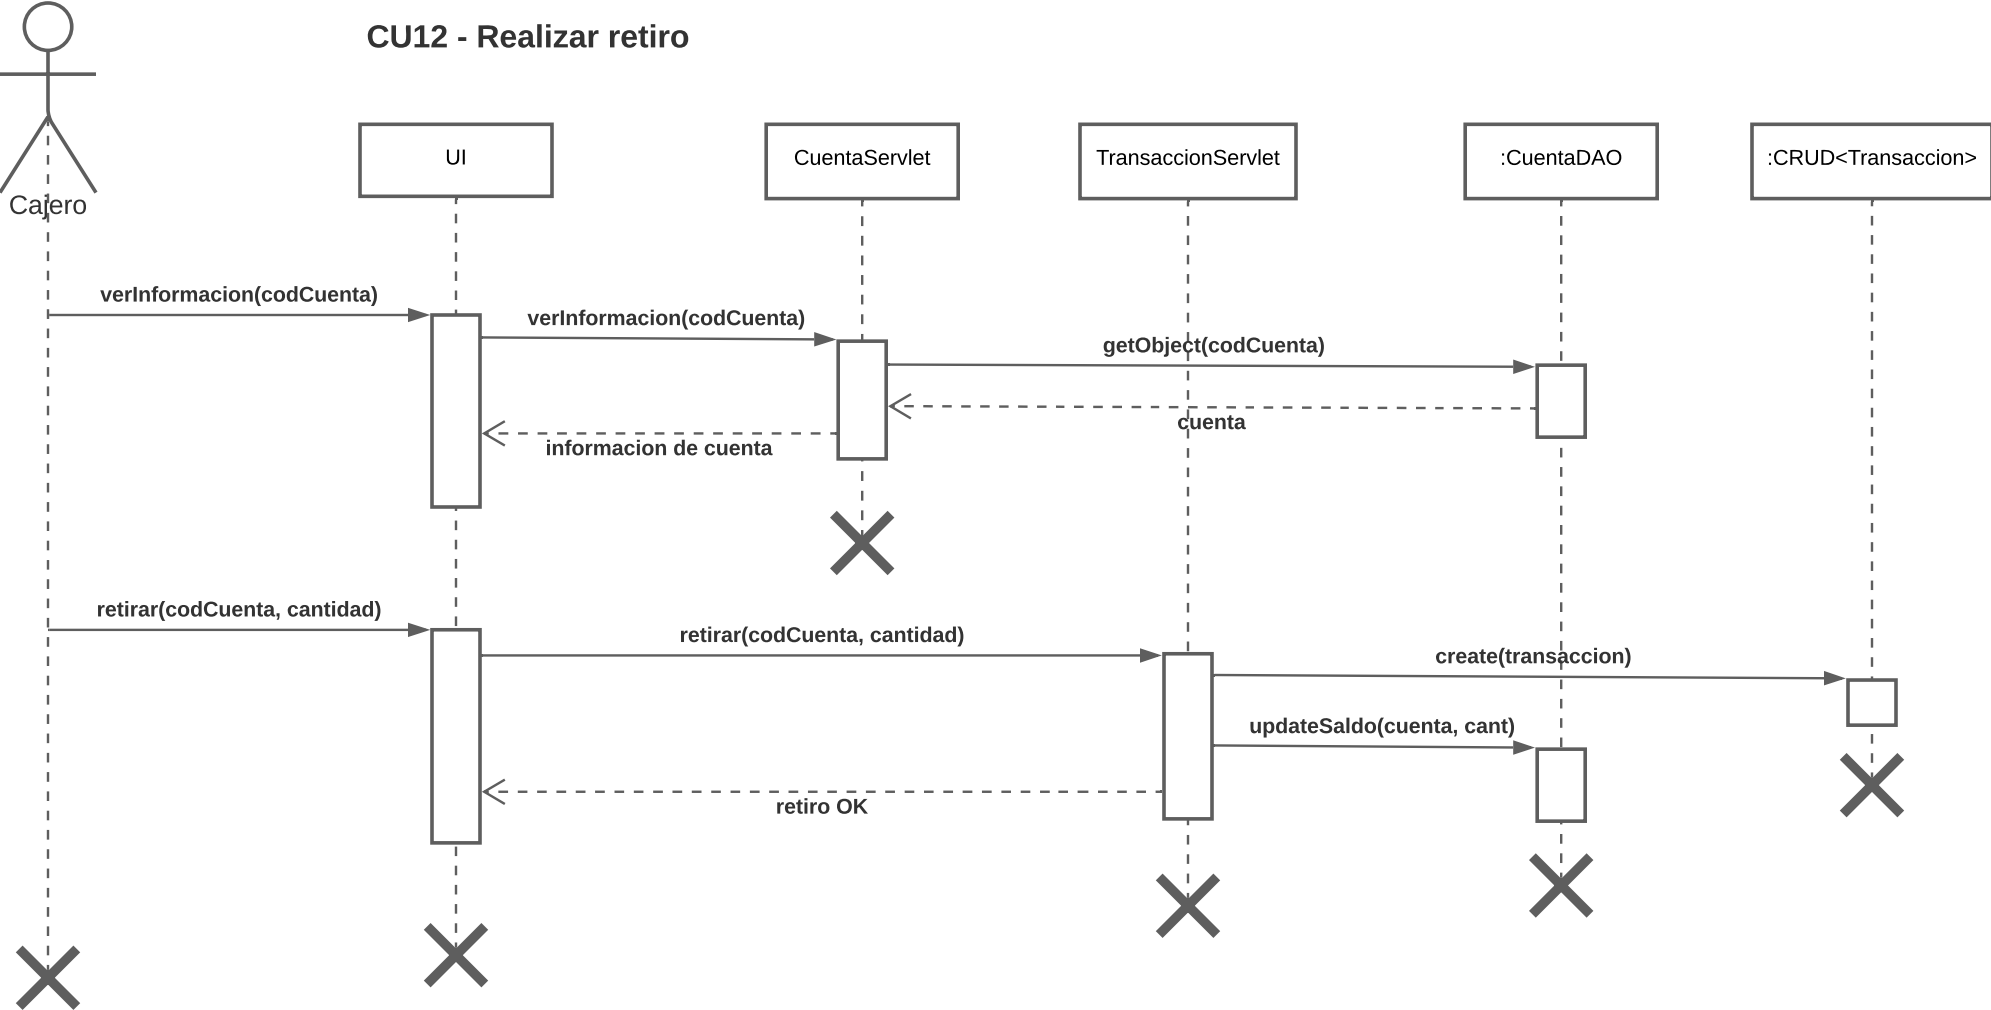 CU12 - Realizar retiro
UI
CuentaServlet
TransaccionServlet
:CuentaDAO
:CRUD<Transaccion>
Cajero
verInformacion(codCuenta)
verInformacion(codCuenta)
getObject(codCuenta)
cuenta
informacion de cuenta
retirar(codCuenta, cantidad)
retirar(codCuenta, cantidad)
create(transaccion)
updateSaldo(cuenta, cant)
retiro OK